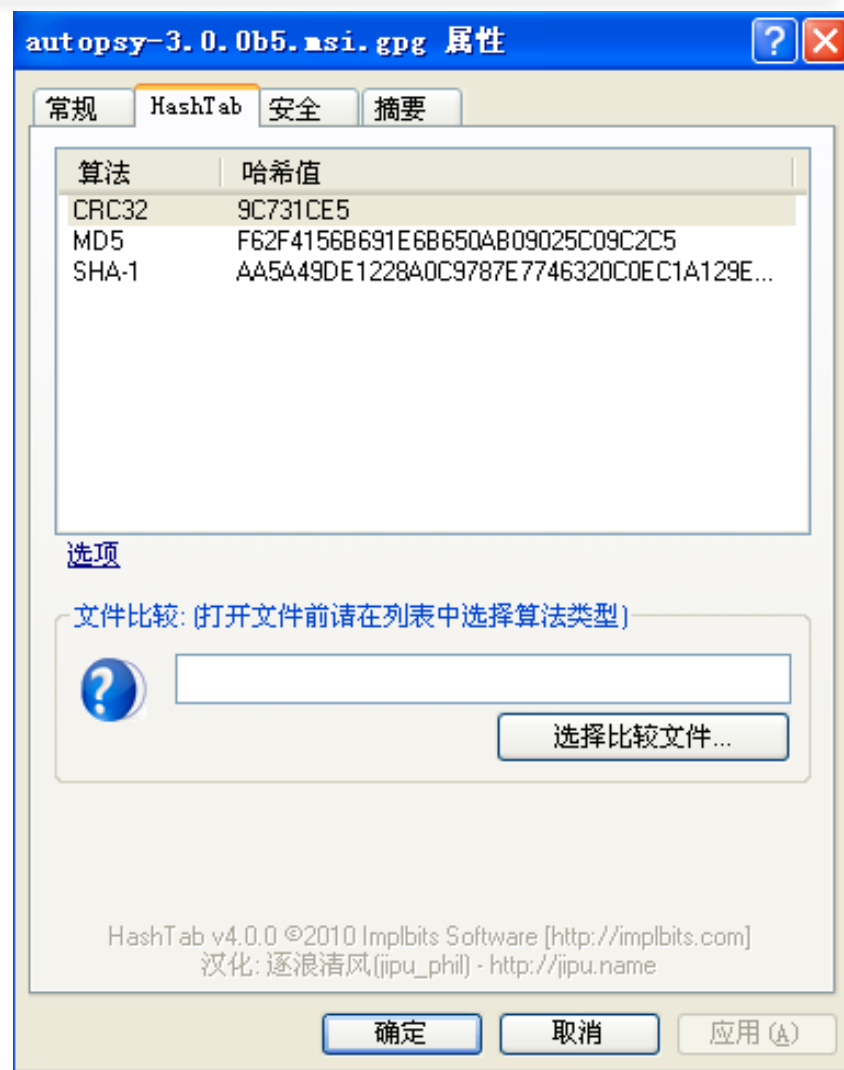 autopsy-3.0.0b5.msi.gpg 属性
常规 HashTab 安全 摘要
算法 哈希值
CRC32 9C731CE5
MD5 F62F4156B691E6B650AB09025C09C2C5
SHA-1 AA5A49DE1228A0C9787E7746320C0EC1A129E...
选项
文件比较: (打开文件前请在列表中选择算法类型)
选择比较文件...
HashTab v4.0.0 ©2010 Implbits Software [http://implbits.com]
汉化: 逐浪清风(jipu_phil) - http://jipu.name
确定 取消 应用(A)